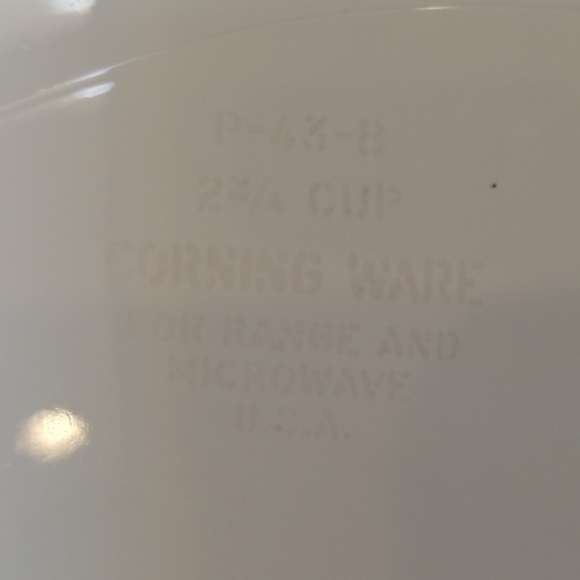 P-43-B
2¾ CUP
CORNING WARE
FOR RANGE AND
MICROWAVE
U.S.A.